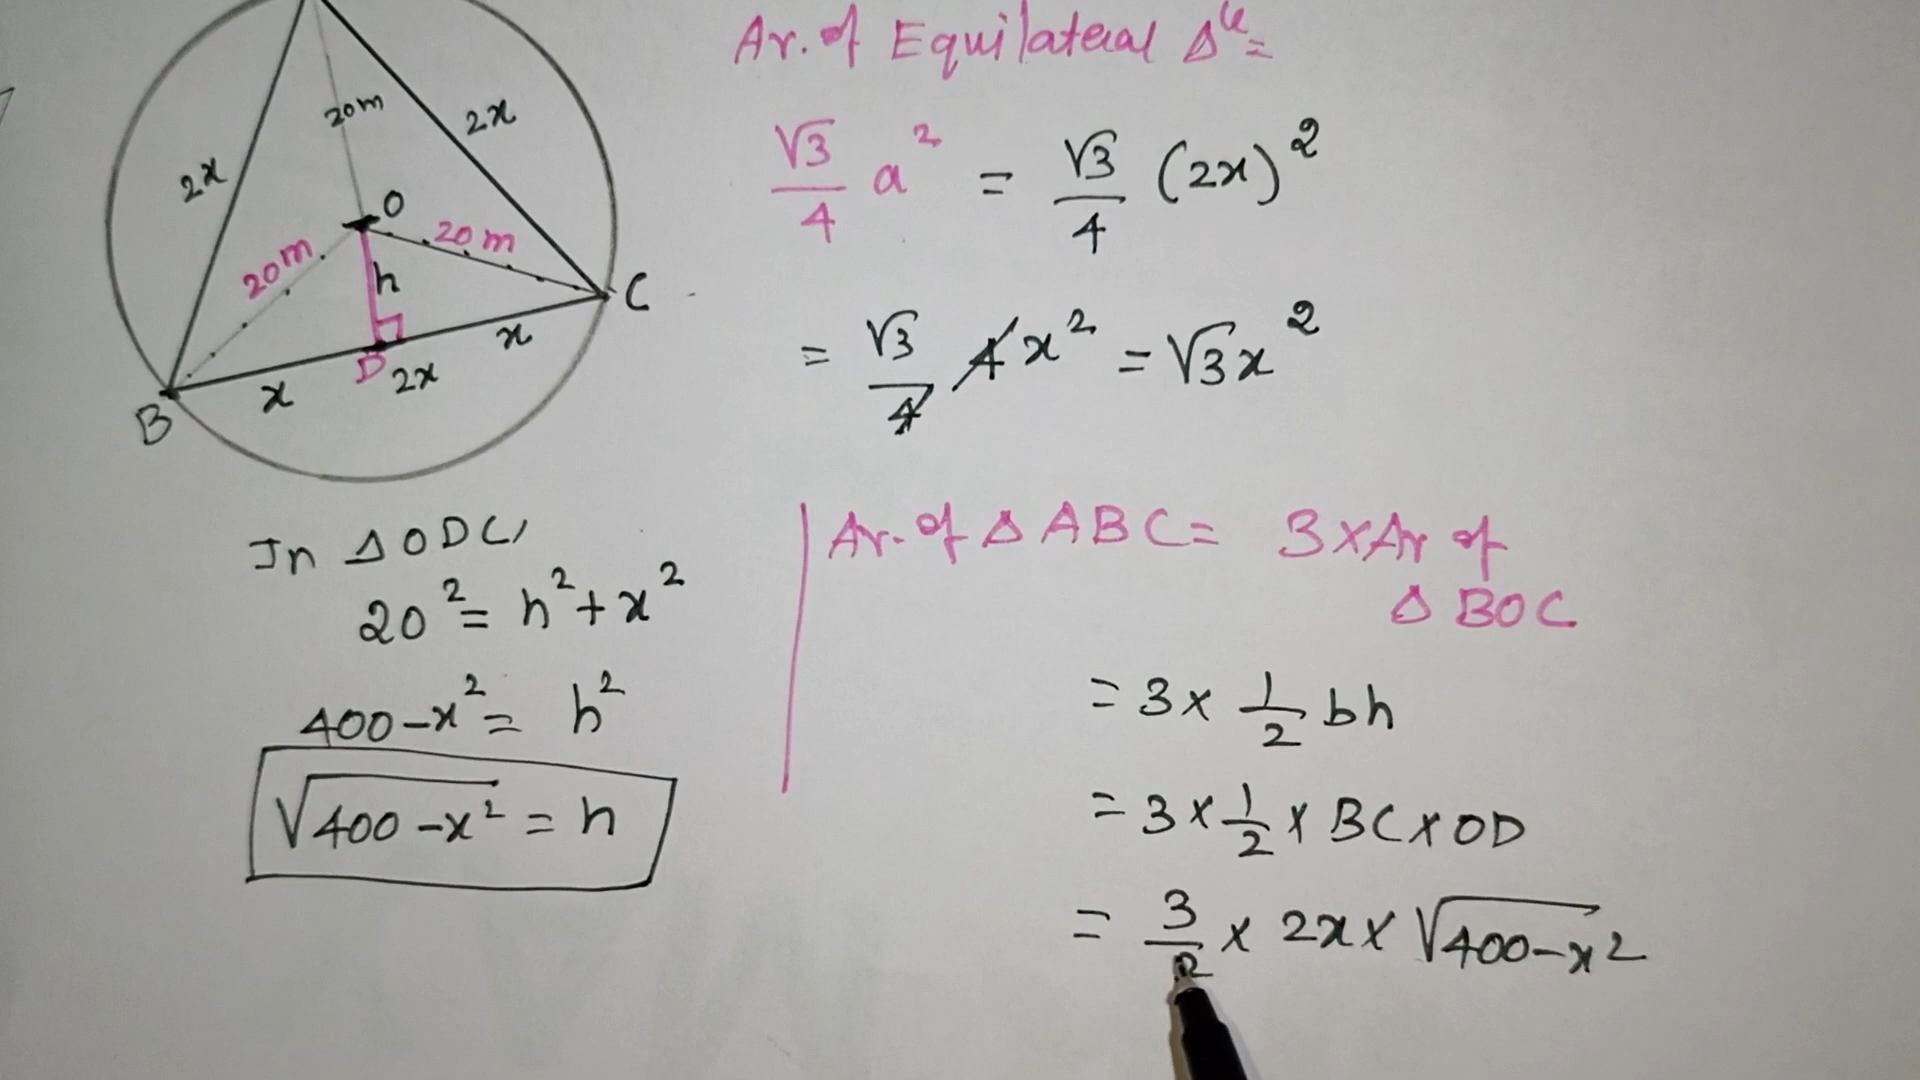 20m
2x
2x
O
20m
20m
h
C
x
D
2x
x
B
Ar. of Equilateral Δle =
√3/4 a² = √3/4 (2x)²
= √3/4 4x² = √3x²
In ΔODC,
20² = h² + x²
400 - x² = h²
√400 - x² = h
Ar. of Δ ABC = 3 × Ar of
Δ BOC
= 3 × 1/2 bh
= 3 × 1/2 × BC × OD
= 3/2 × 2x × √400 - x²